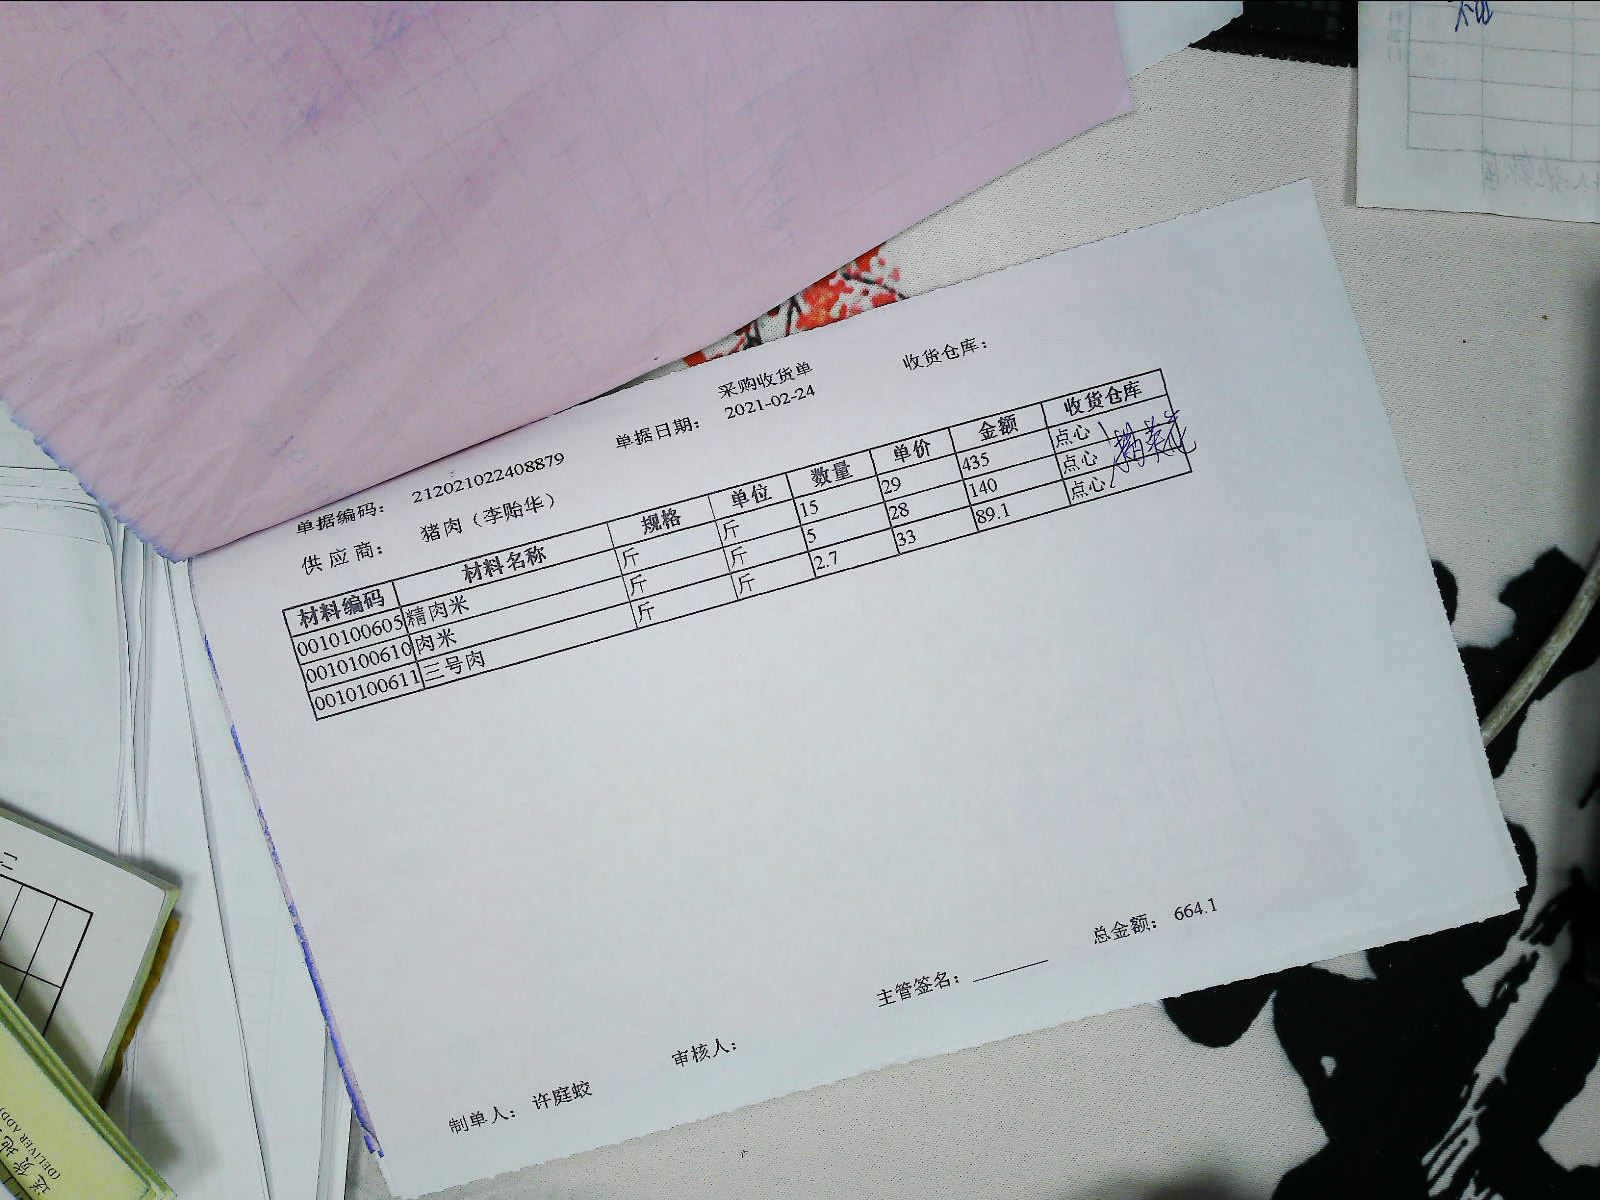 采购收货单
收货仓库：
单据编码： 212021022408879 单据日期： 2021-02-24
供 应 商： 猪肉（李贻华）
材料编码 材料名称 规格 单位 数量 单价 金额 收货仓库
0010100605 精肉米 斤 斤 15 29 435 点心
0010100610 肉米 斤 斤 5 28 140 点心
0010100611 三号肉 斤 斤 2.7 33 89.1 点心
总金额： 664.1
制单人： 许庭蛟 审核人： 主管签名：
送货地
(DELIVER ADD